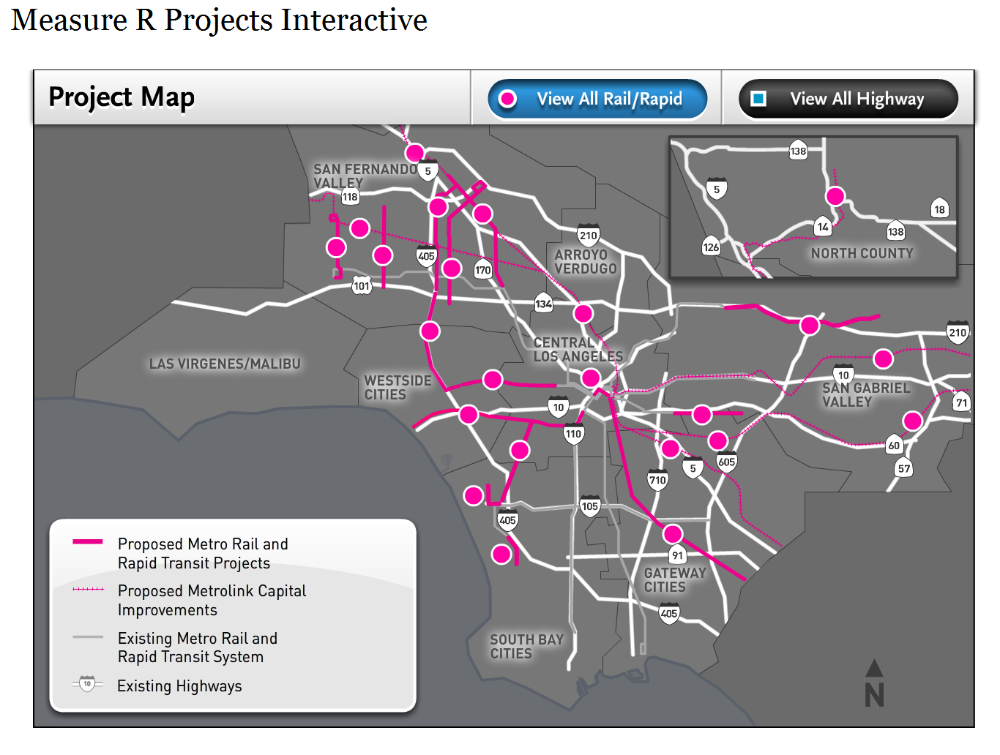 Measure R Projects Interactive
Project Map
View All Rail/Rapid
View All Highway
SAN FERNANDO
VALLEY
5
118
405
170
101
134
210
ARROYO
VERDUGO
138
5
18
14
138
126
NORTH COUNTY
LAS VIRGENES/MALIBU
WESTSIDE
CITIES
CENTRAL
LOS ANGELES
210
10
SAN GABRIEL
VALLEY
71
10
110
60
57
605
5
710
105
405
91
GATEWAY
CITIES
405
SOUTH BAY
CITIES
Proposed Metro Rail and
Rapid Transit Projects
Proposed Metrolink Capital
Improvements
Existing Metro Rail and
Rapid Transit System
10
Existing Highways
N